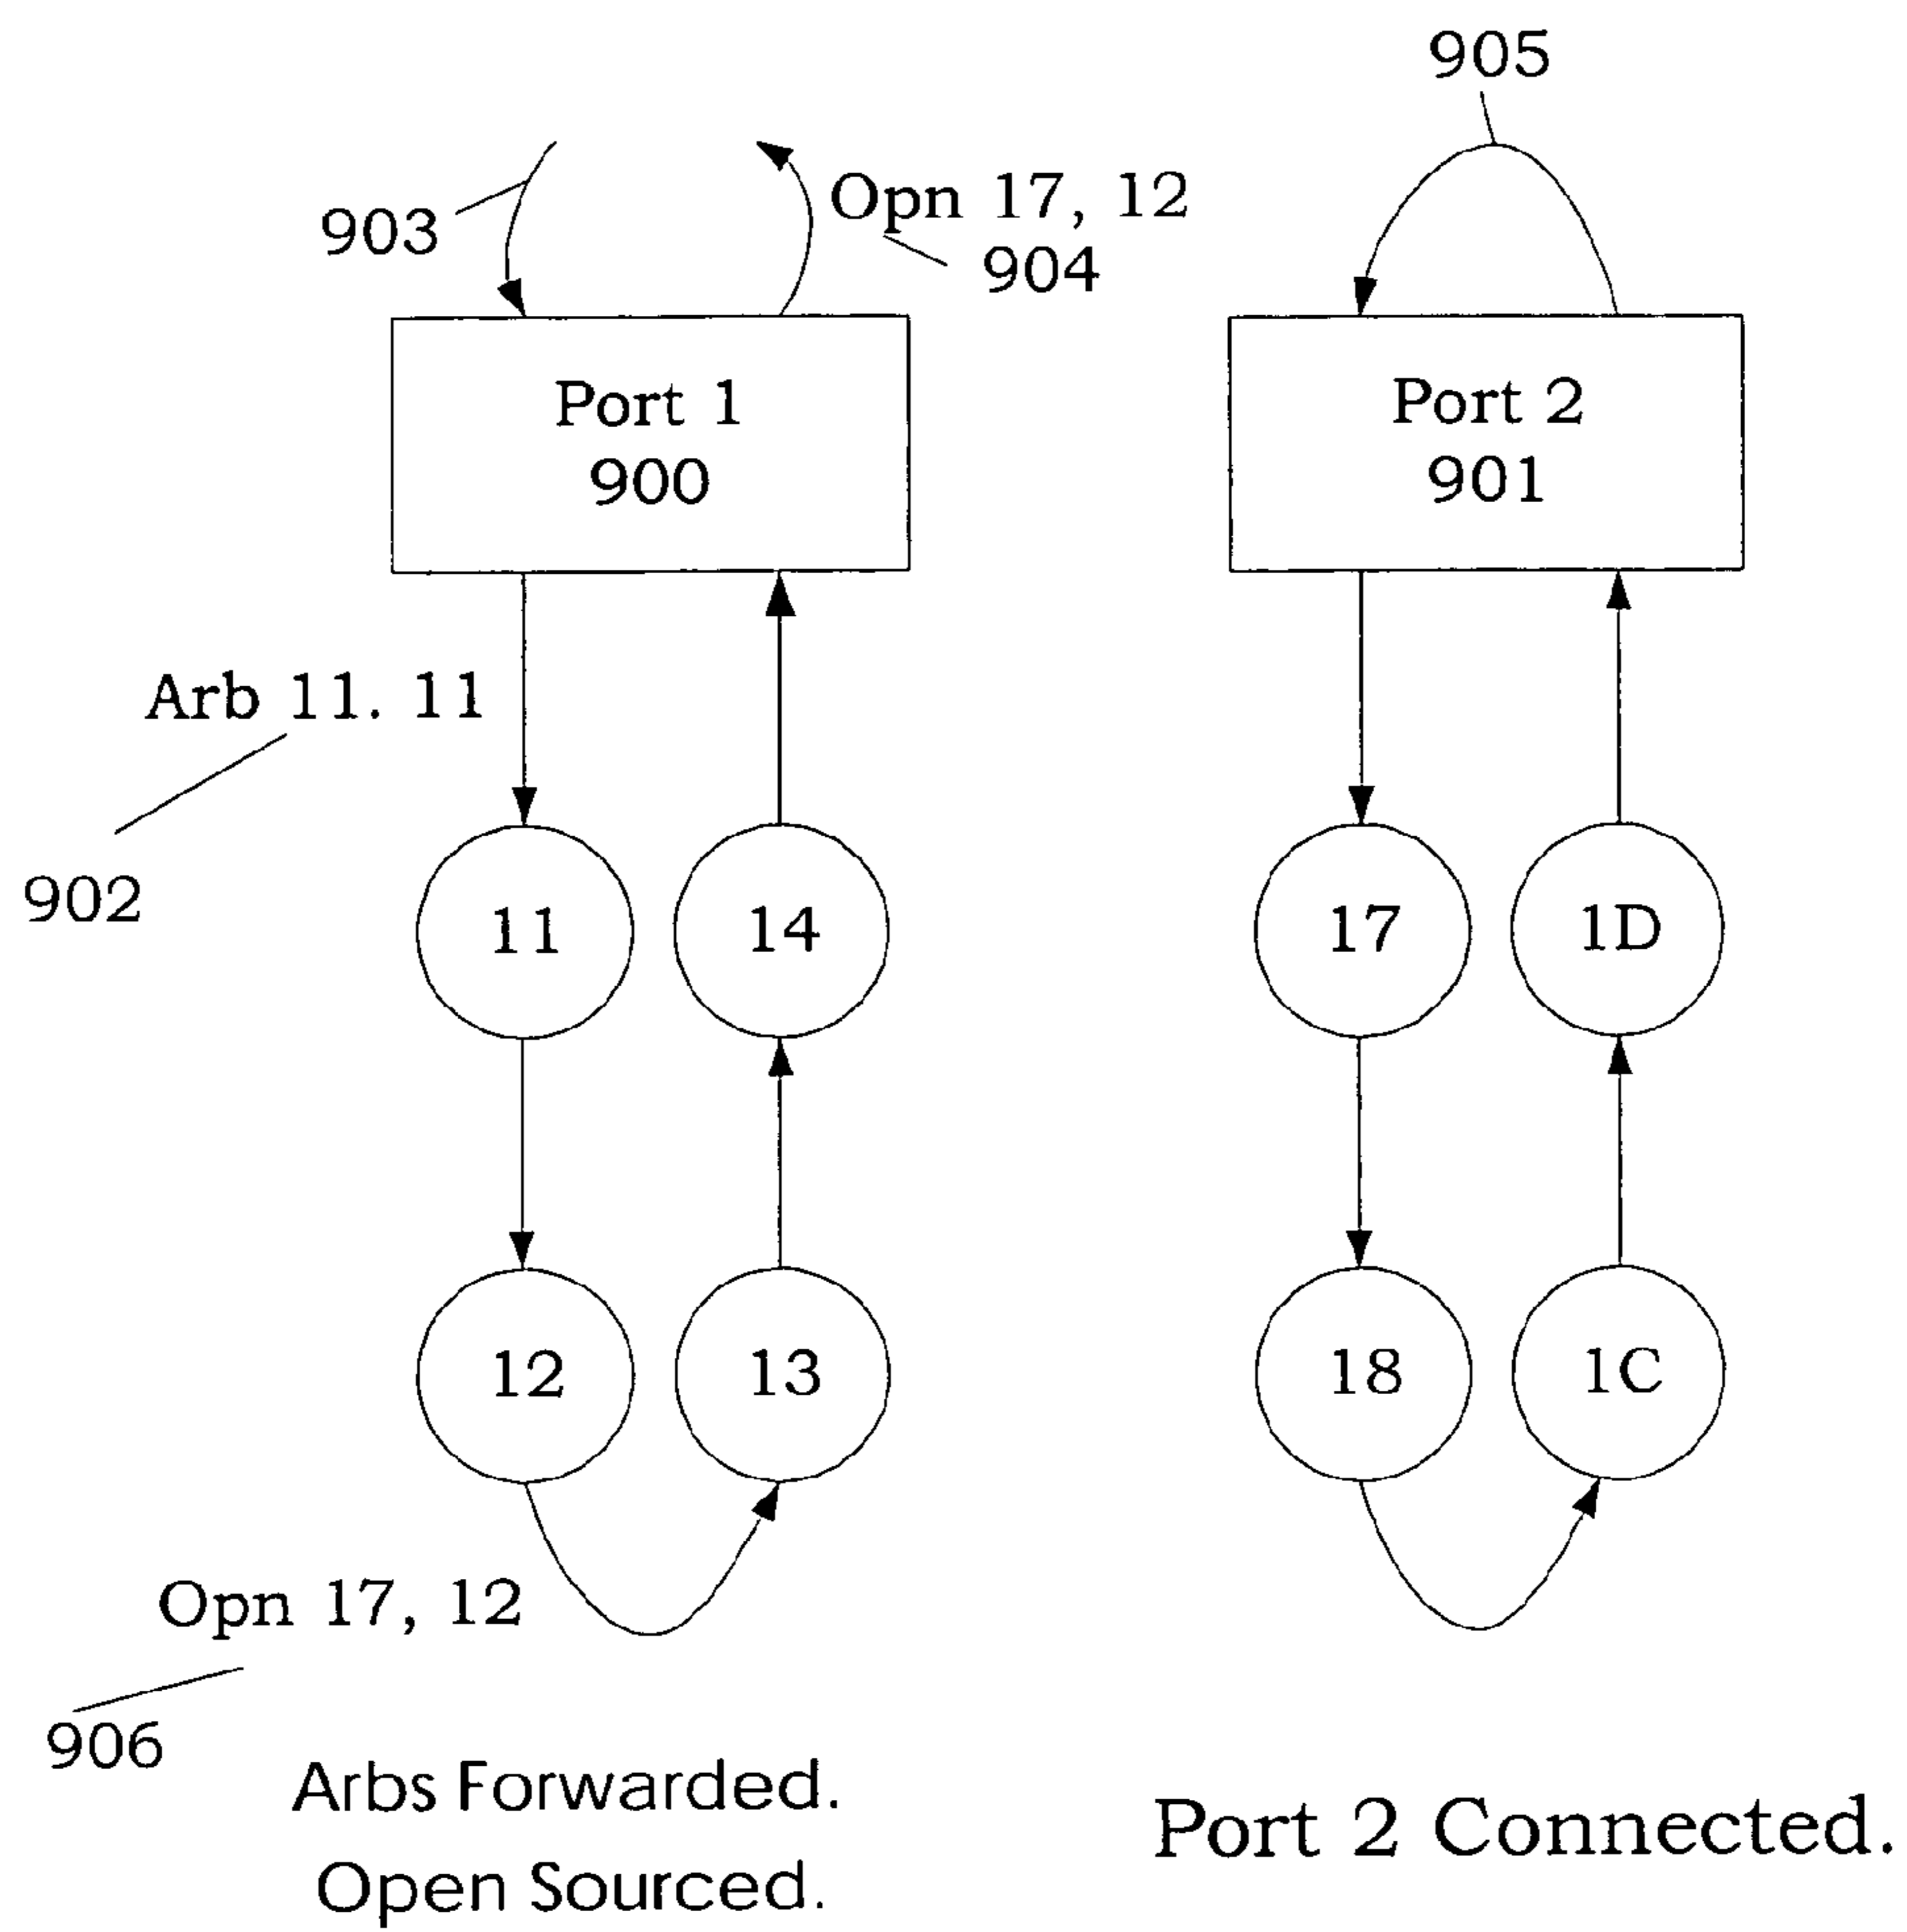 905
903
Opn 17, 12
904
Port 1
900
Port 2
901
Arb 11. 11
902
11
14
17
1D
12
13
18
1C
Opn 17, 12
906
Arbs Forwarded.
Open Sourced.
Port 2 Connected.